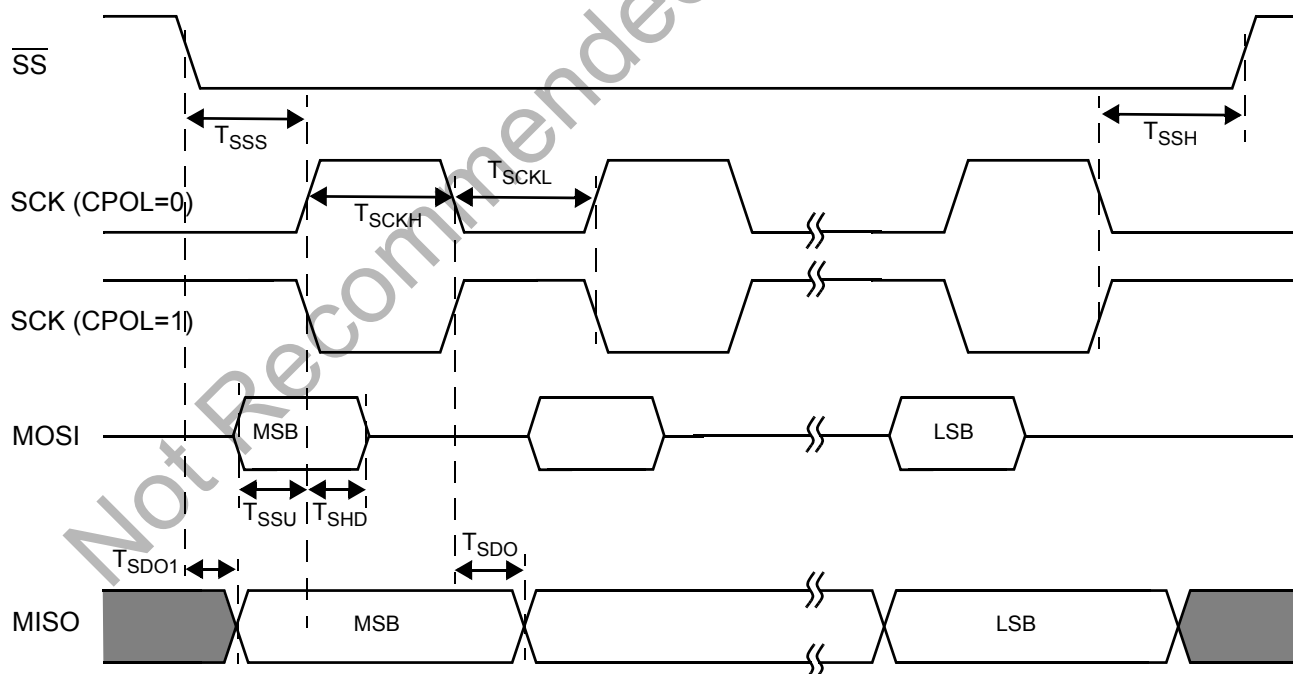 SS
TSSS
TSSH
SCK (CPOL=0)
TSCKH
TSCKL
SCK (CPOL=1)
MOSI
MSB
LSB
TSSU
TSHD
TSDO1
TSDO
MISO
MSB
LSB
Not Recommended